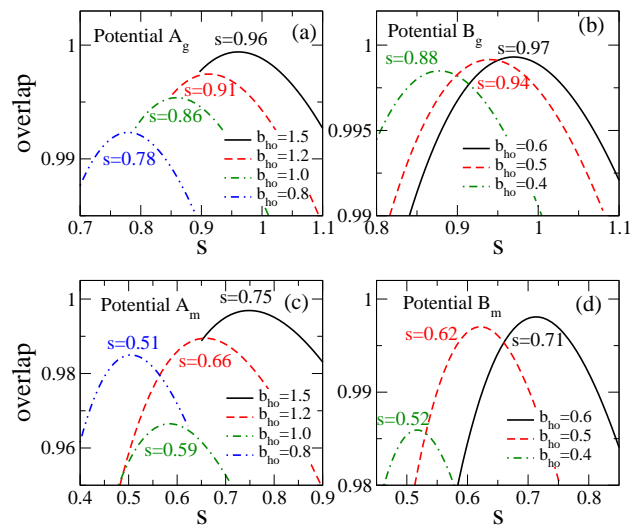 (a)
Potential A_g
s=0.96
s=0.91
s=0.86
s=0.78
b_ho=1.5
b_ho=1.2
b_ho=1.0
b_ho=0.8
1
0.99
overlap
0.7 0.8 0.9 1 1.1
s
(b)
Potential B_g
s=0.97
s=0.88
s=0.94
b_ho=0.6
b_ho=0.5
b_ho=0.4
1
0.995
0.99
0.8 0.9 1 1.1
s
(c)
Potential A_m
s=0.75
s=0.51
s=0.66
s=0.59
b_ho=1.5
b_ho=1.2
b_ho=1.0
b_ho=0.8
1
0.98
0.96
overlap
0.4 0.5 0.6 0.7 0.8 0.9
s
(d)
Potential B_m
s=0.62
s=0.71
s=0.52
b_ho=0.6
b_ho=0.5
b_ho=0.4
1
0.99
0.98
0.5 0.6 0.7 0.8
s